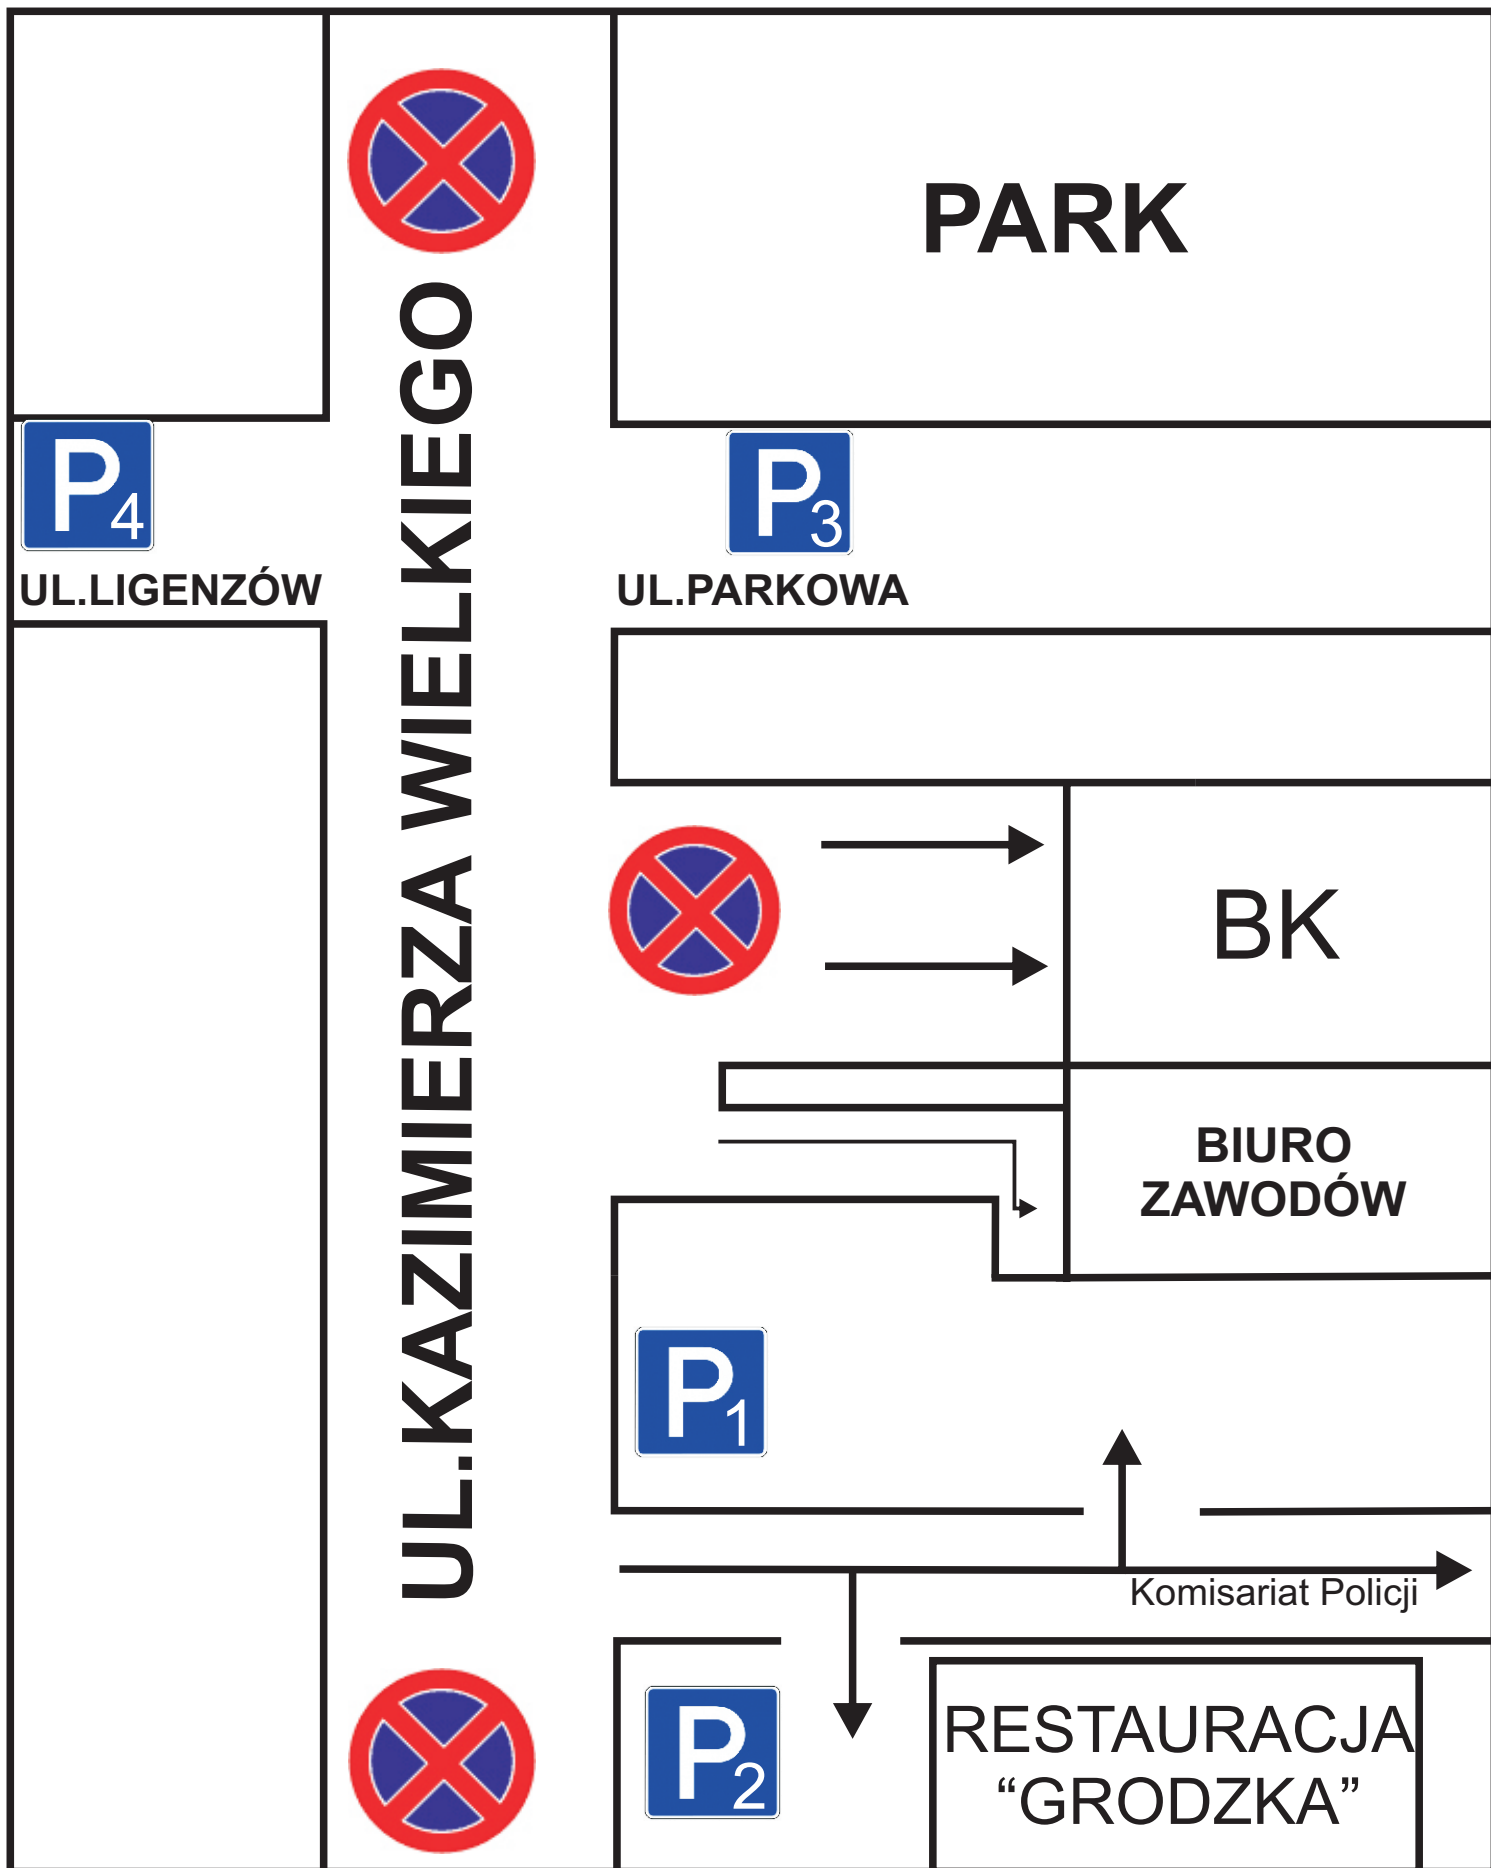 PARK
P4
P3
UL.LIGENZÓW
UL.PARKOWA
UL.KAZIMIERZA WIELKIEGO
BK
BIURO
ZAWODÓW
P1
Komisariat Policji
P2
RESTAURACJA
“GRODZKA”